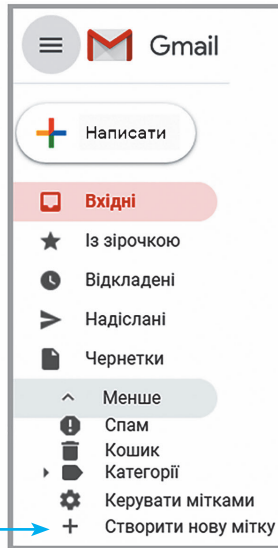 Gmail
Написати
Вхідні
Із зірочкою
Відкладені
Надіслані
Чернетки
Менше
Спам
Кошик
Категорії
Керувати мітками
Створити нову мітку